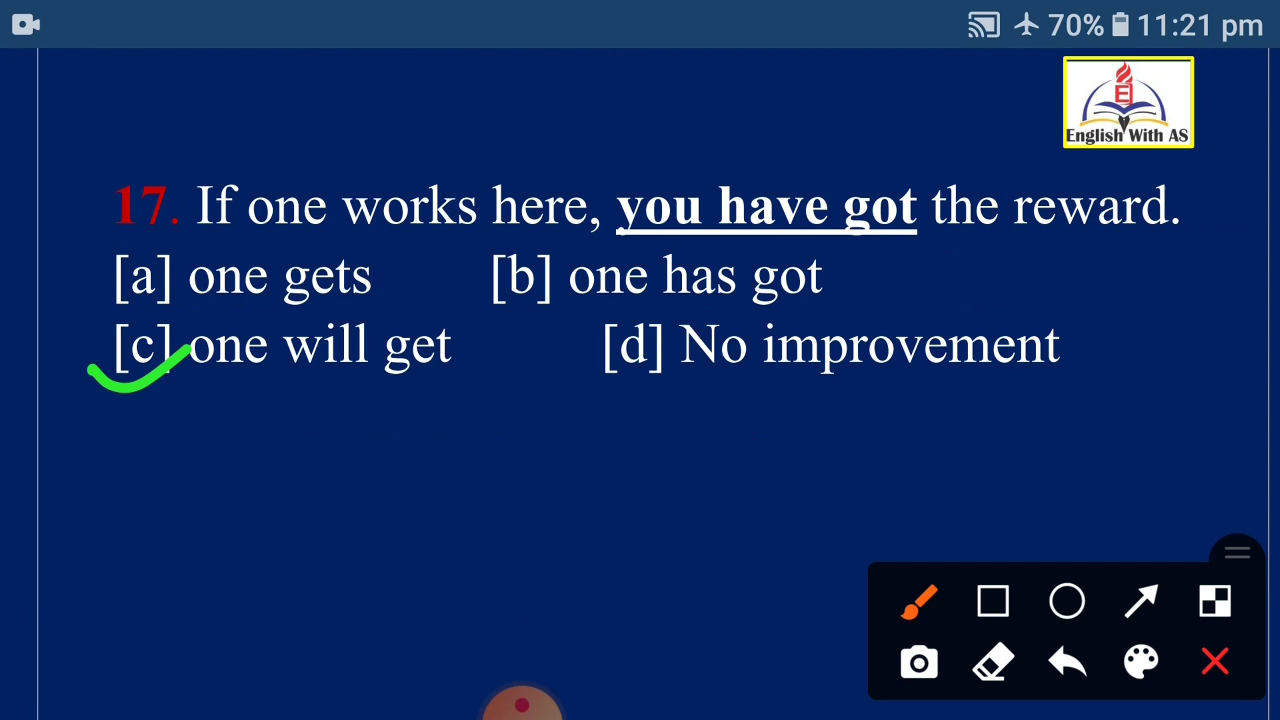 70% 11:21 pm
English With AS
17. If one works here, you have got the reward.
[a] one gets [b] one has got
[c] one will get [d] No improvement